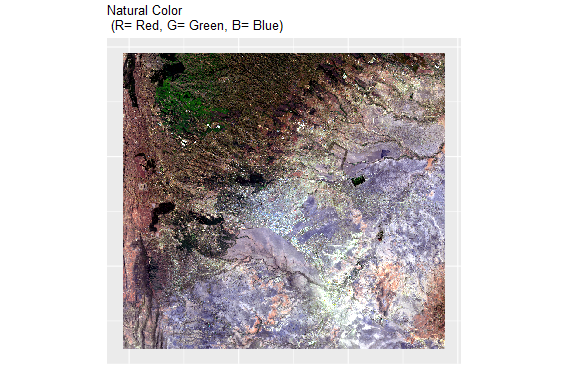 Natural Color
(R= Red, G= Green, B= Blue)